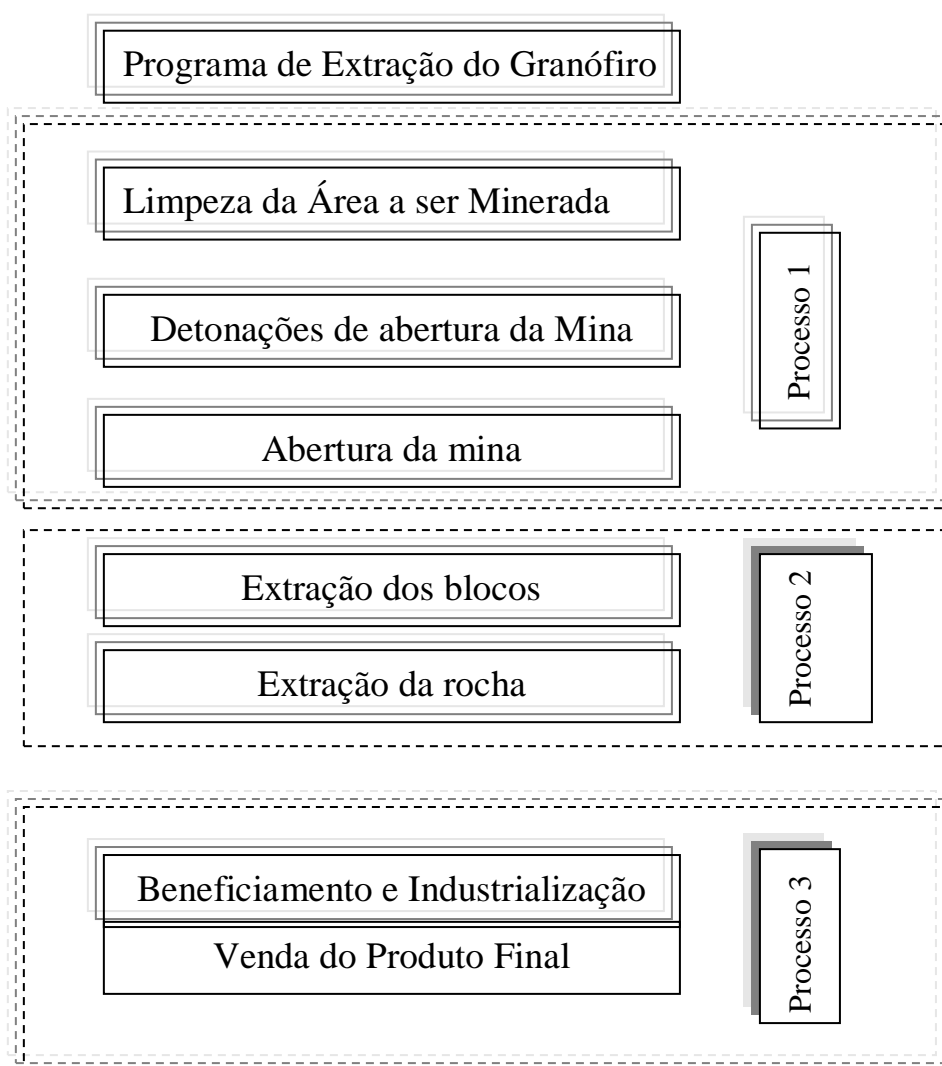 Programa de Extração do Granófiro
Limpeza da Área a ser Minerada
Detonações de abertura da Mina
Abertura da mina
Processo 1
Extração dos blocos
Extração da rocha
Processo 2
Beneficiamento e Industrialização
Venda do Produto Final
Processo 3